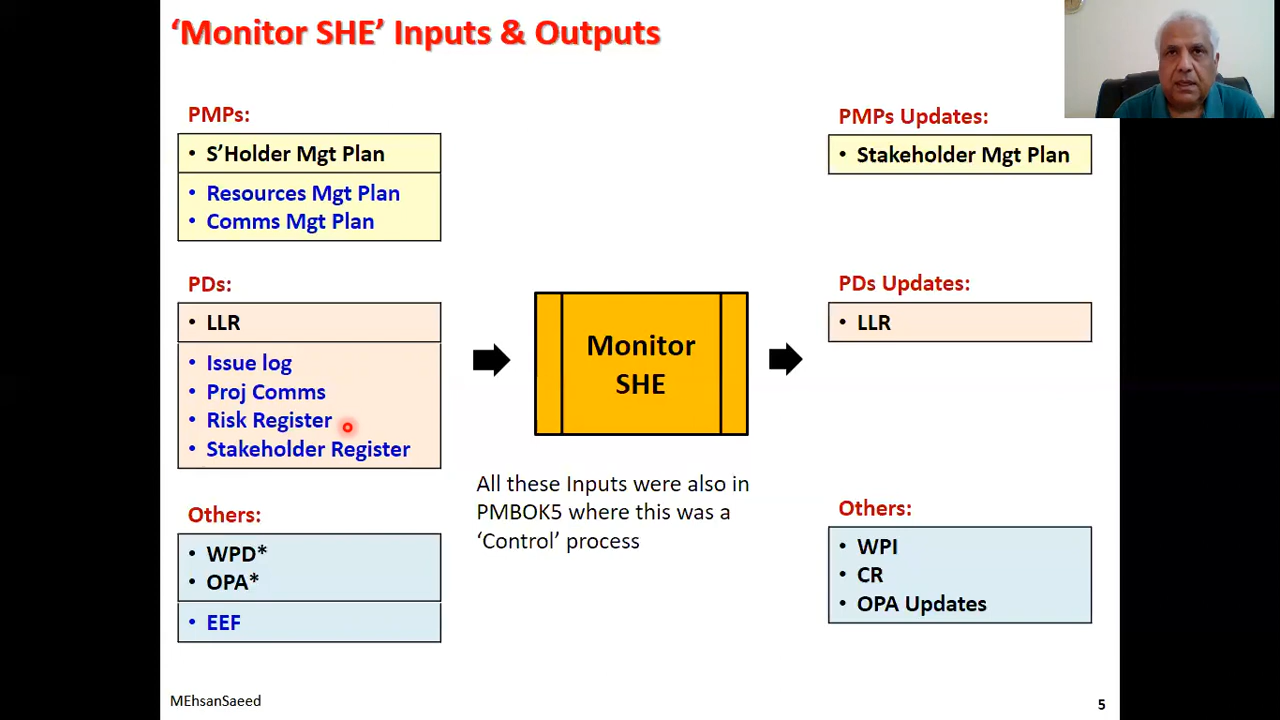 ‘Monitor SHE’ Inputs & Outputs
PMPs:
• S’Holder Mgt Plan
• Resources Mgt Plan
• Comms Mgt Plan
PDs:
• LLR
• Issue log
• Proj Comms
• Risk Register
• Stakeholder Register
Others:
• WPD*
• OPA*
• EEF
Monitor
SHE
All these Inputs were also in
PMBOK5 where this was a
‘Control’ process
PMPs Updates:
• Stakeholder Mgt Plan
PDs Updates:
• LLR
Others:
• WPI
• CR
• OPA Updates
MEhsanSaeed
5